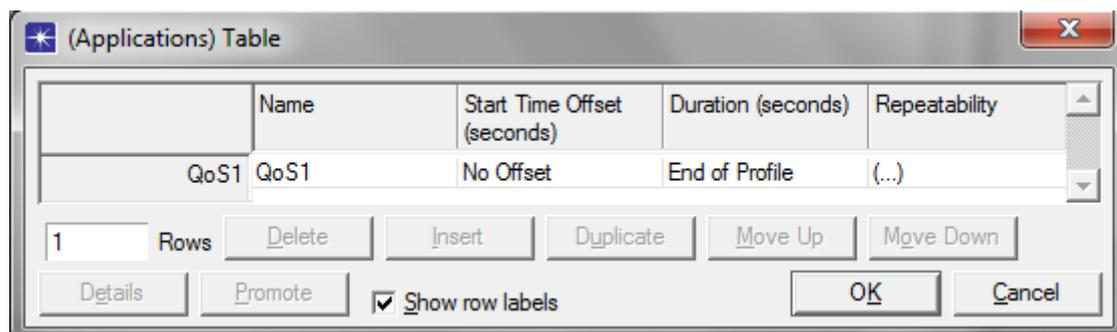 (Applications) Table
Name Start Time Offset (seconds) Duration (seconds) Repeatability
QoS1 QoS1 No Offset End of Profile (...)
1 Rows Delete Insert Duplicate Move Up Move Down
Details Promote Show row labels OK Cancel